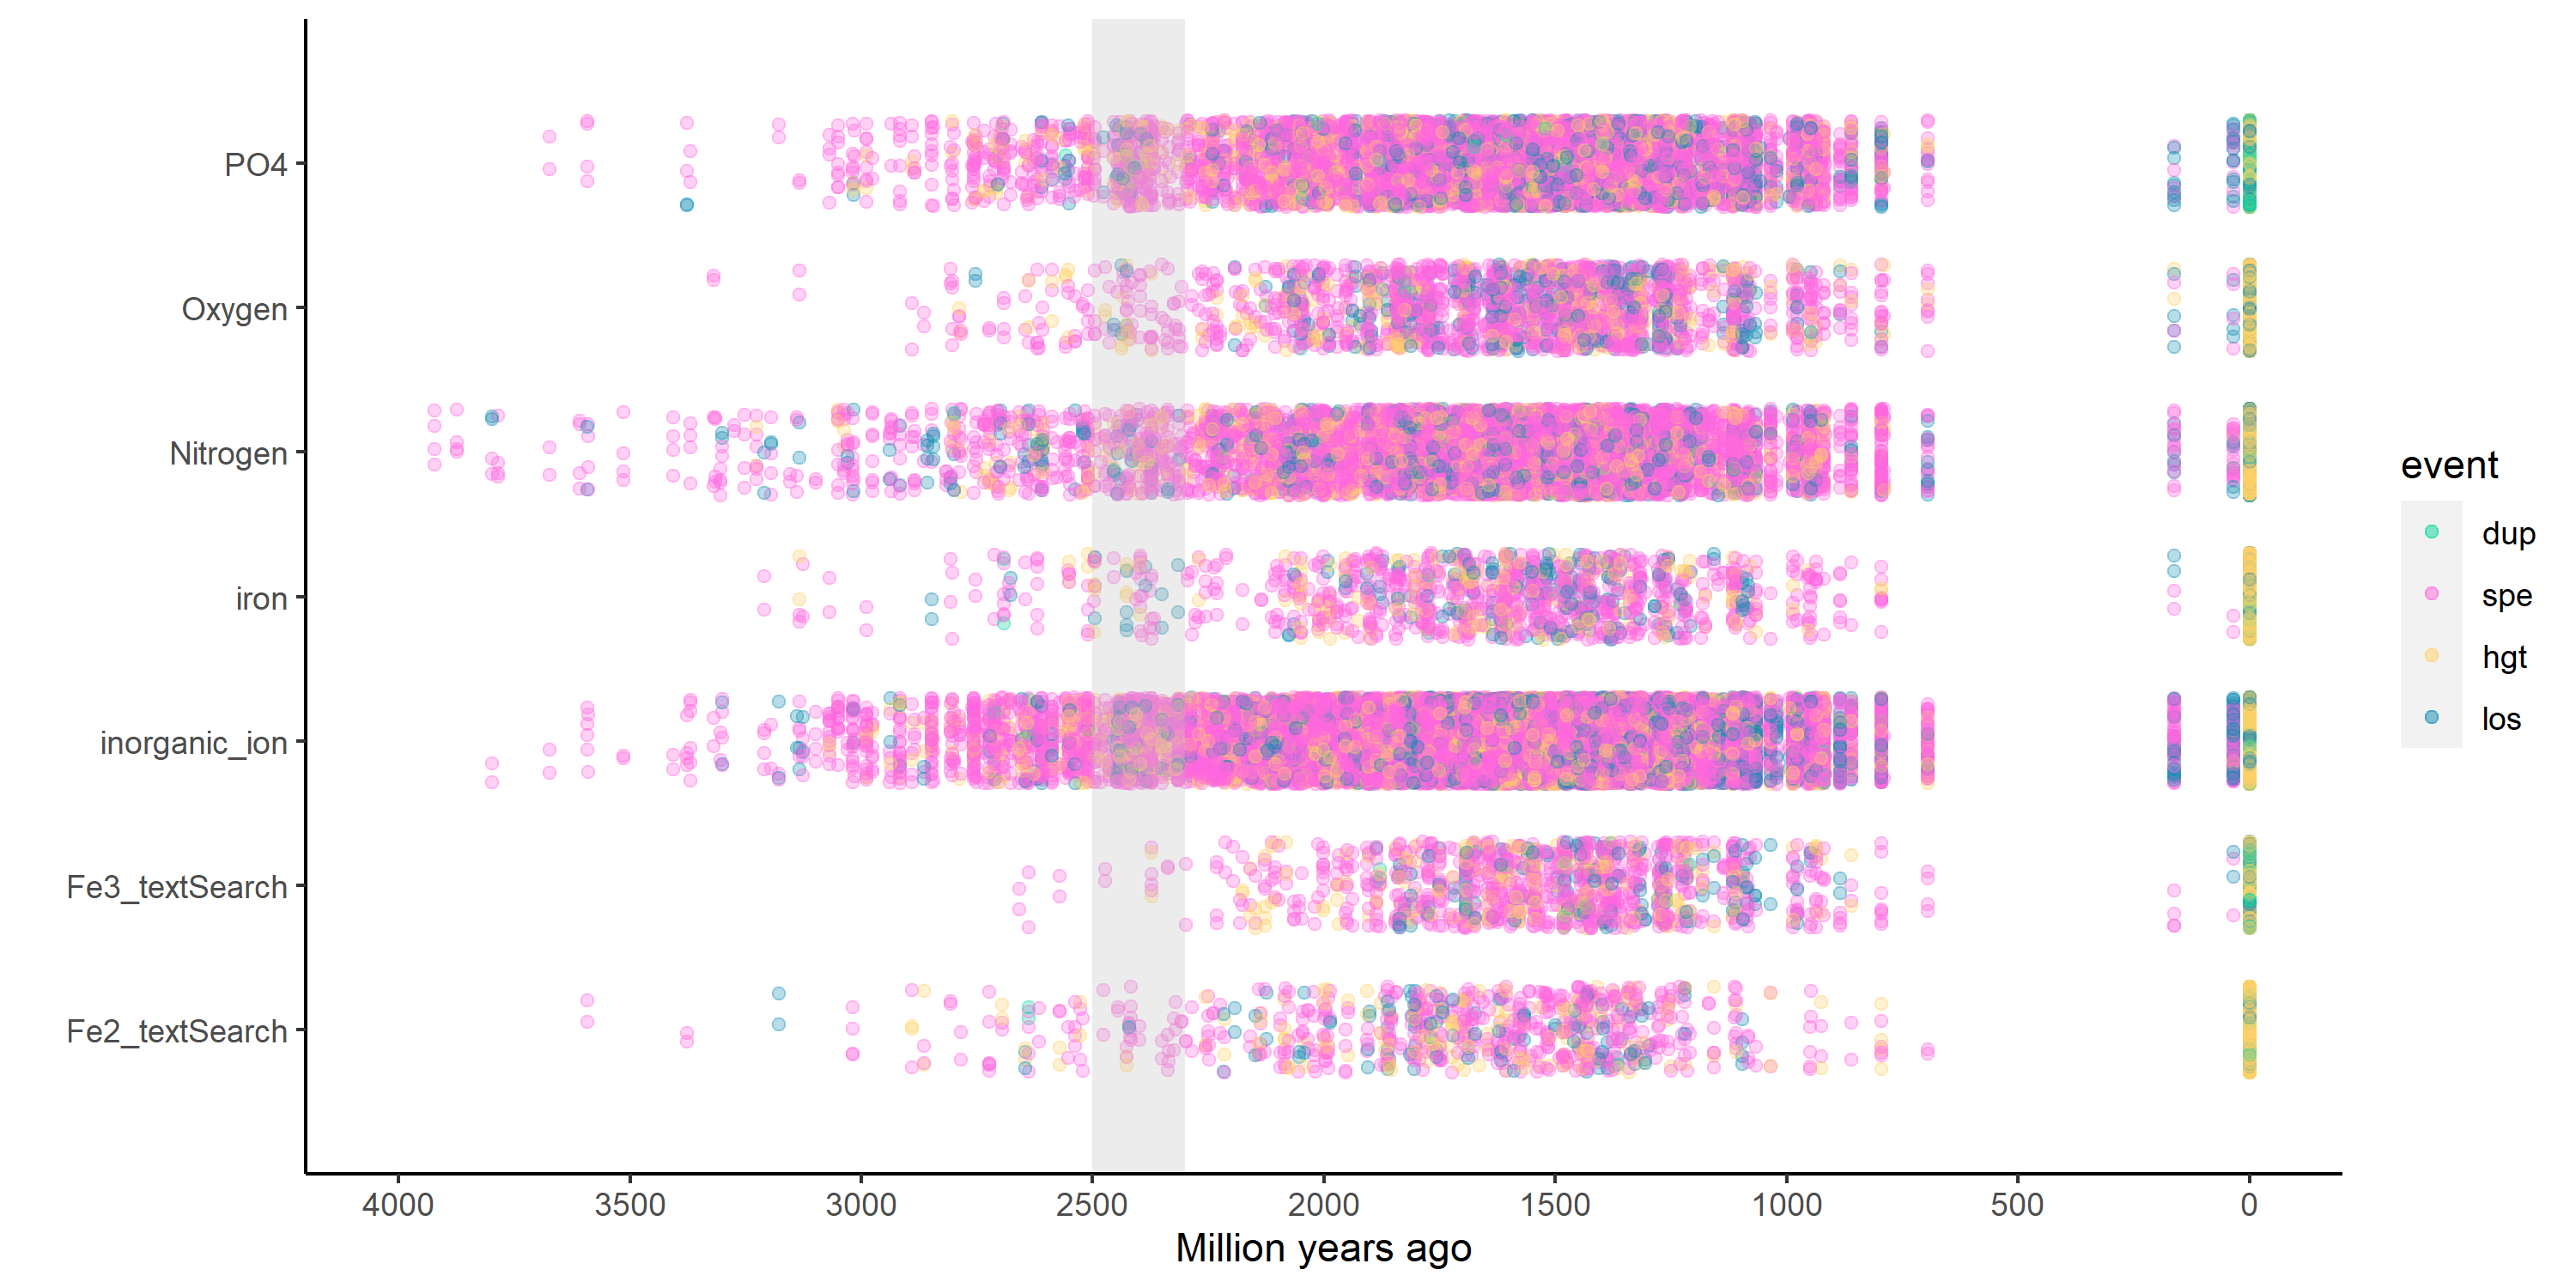 PO4
Oxygen
Nitrogen
iron
inorganic_ion
Fe3_textSearch
Fe2_textSearch
4000 3500 3000 2500 2000 1500 1000 500 0
Million years ago
event
dup
spe
hgt
los